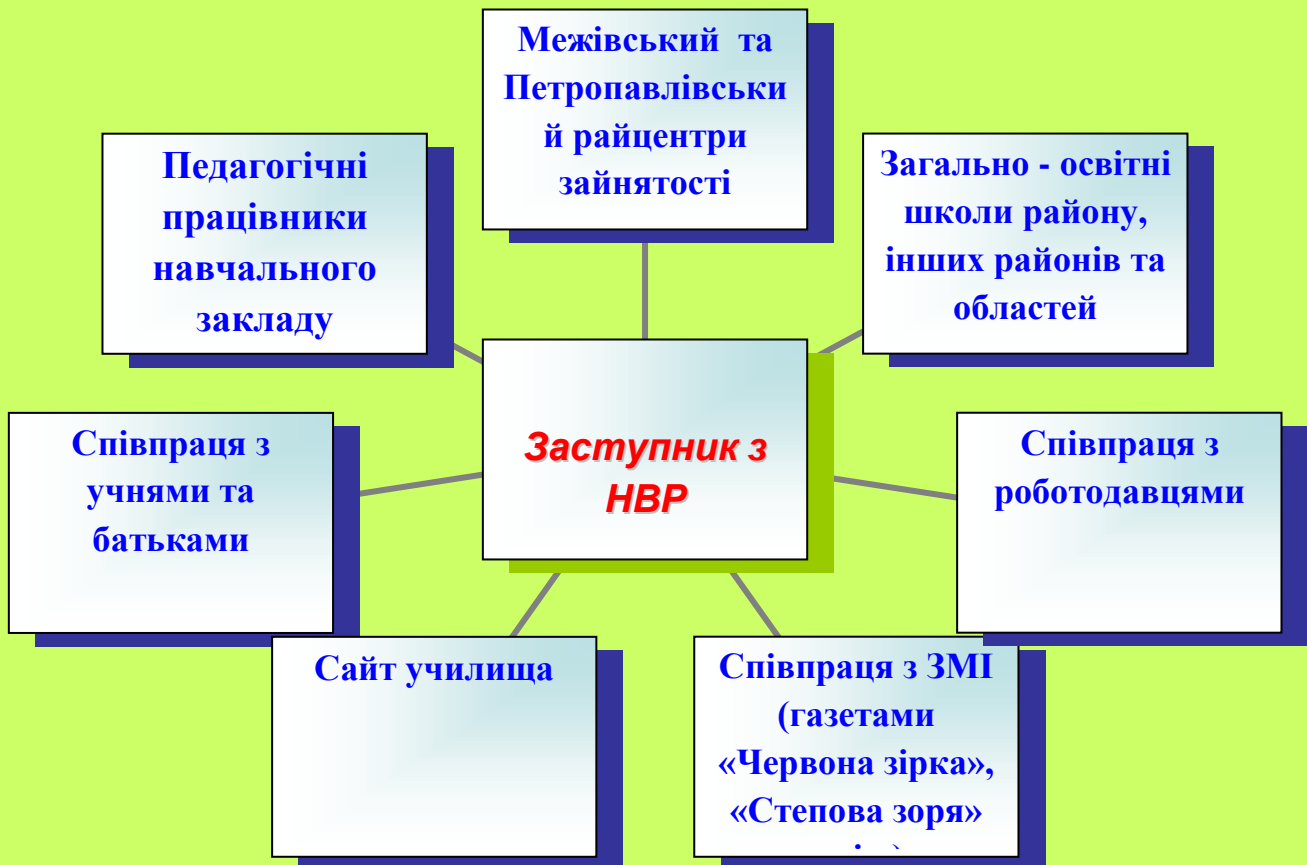 Межівський та
Петропавлівськи
й райцентри
зайнятості
Педагогічні
працівники
навчального
закладу
Загально - освітні
школи району,
інших районів та
областей
Заступник з
НВР
Співпраця з
учнями та
батьками
Співпраця з
роботодавцями
Сайт училища
Співпраця з ЗМІ
(газетами
«Червона зірка»,
«Степова зоря»